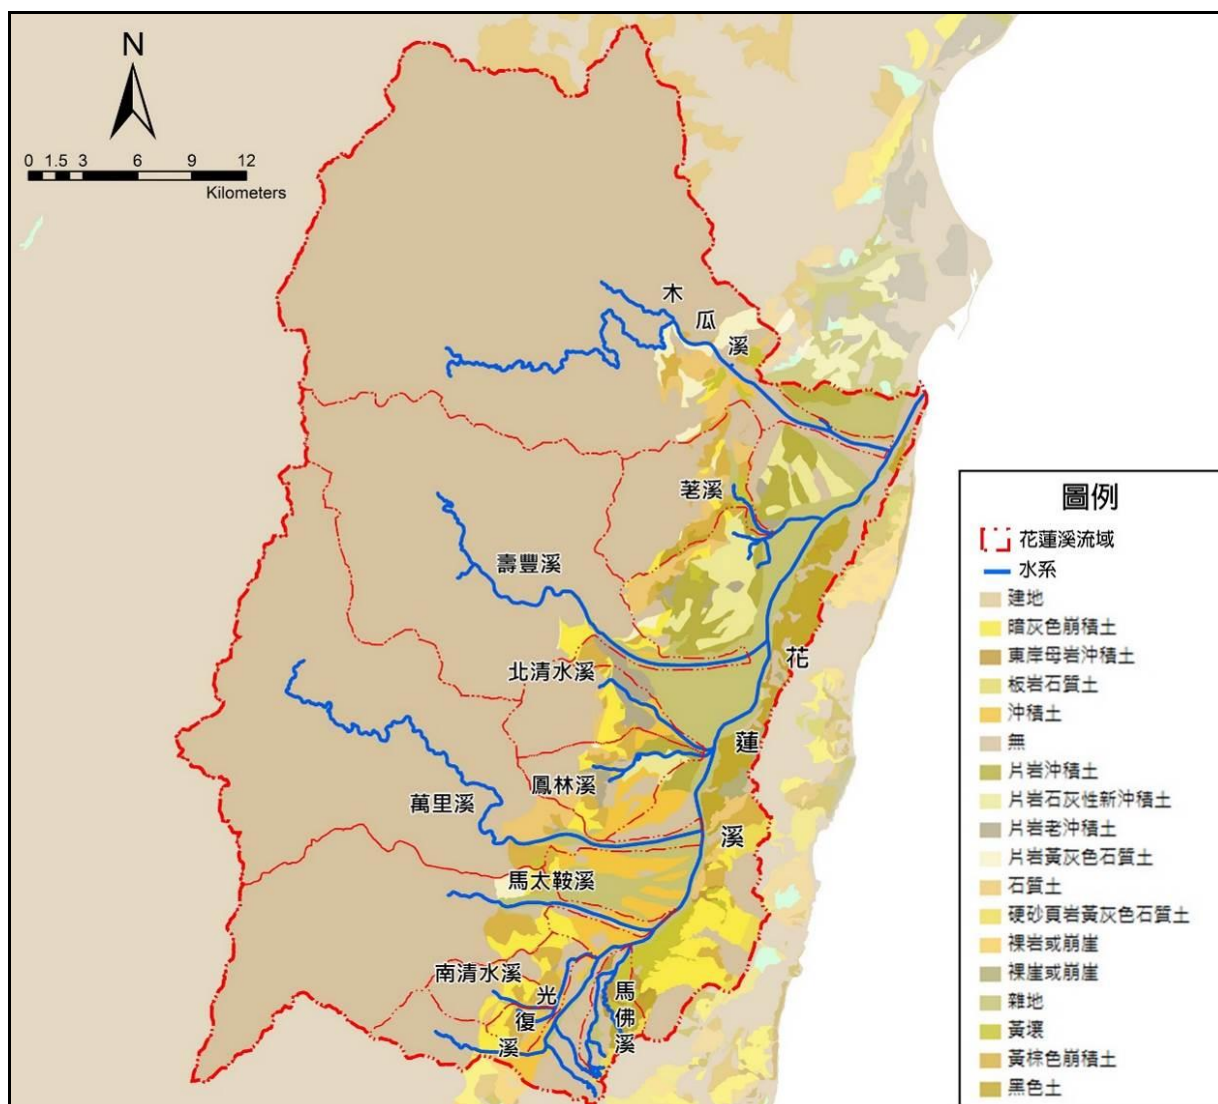 N
0 1.5 3 6 9 12
Kilometers
木瓜溪
荖溪
壽豐溪
北清水溪
鳳林溪
萬里溪
馬太鞍溪
南清水溪
光復溪
馬佛溪
花蓮溪
圖例
花蓮溪流域
水系
建地
暗灰色崩積土
東岸母岩沖積土
板岩石質土
沖積土
無
片岩沖積土
片岩石灰性新沖積土
片岩老沖積土
片岩黃灰色石質土
石質土
硬砂頁岩黃灰色石質土
裸岩或崩崖
裸崖或崩崖
雜地
黃壤
黃棕色崩積土
黑色土